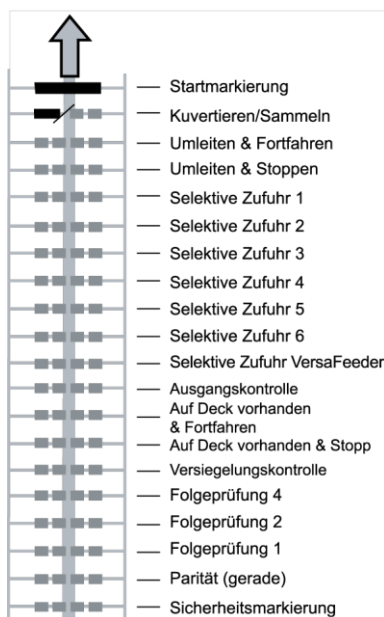 Startmarkierung
Kuvertieren/Sammeln
Umleiten & Fortfahren
Umleiten & Stoppen
Selektive Zufuhr 1
Selektive Zufuhr 2
Selektive Zufuhr 3
Selektive Zufuhr 4
Selektive Zufuhr 5
Selektive Zufuhr 6
Selektive Zufuhr VersaFeeder
Ausgangskontrolle
Auf Deck vorhanden
& Fortfahren
Auf Deck vorhanden & Stopp
Versiegelungskontrolle
Folgeprüfung 4
Folgeprüfung 2
Folgeprüfung 1
Parität (gerade)
Sicherheitsmarkierung